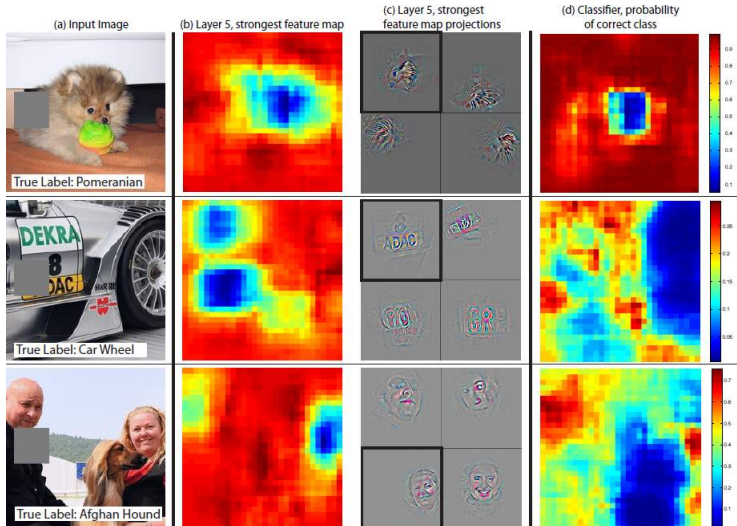 (a) Input Image
(b) Layer 5, strongest feature map
(c) Layer 5, strongest
feature map projections
(d) Classifier, probability
of correct class
True Label: Pomeranian
0.9
0.8
0.7
0.6
0.5
0.4
0.3
0.2
0.1
DEKRA
8
ADAC
True Label: Car Wheel
ADAC
0.25
0.2
0.15
0.1
0.05
True Label: Afghan Hound
0.7
0.6
0.5
0.4
0.3
0.2
0.1